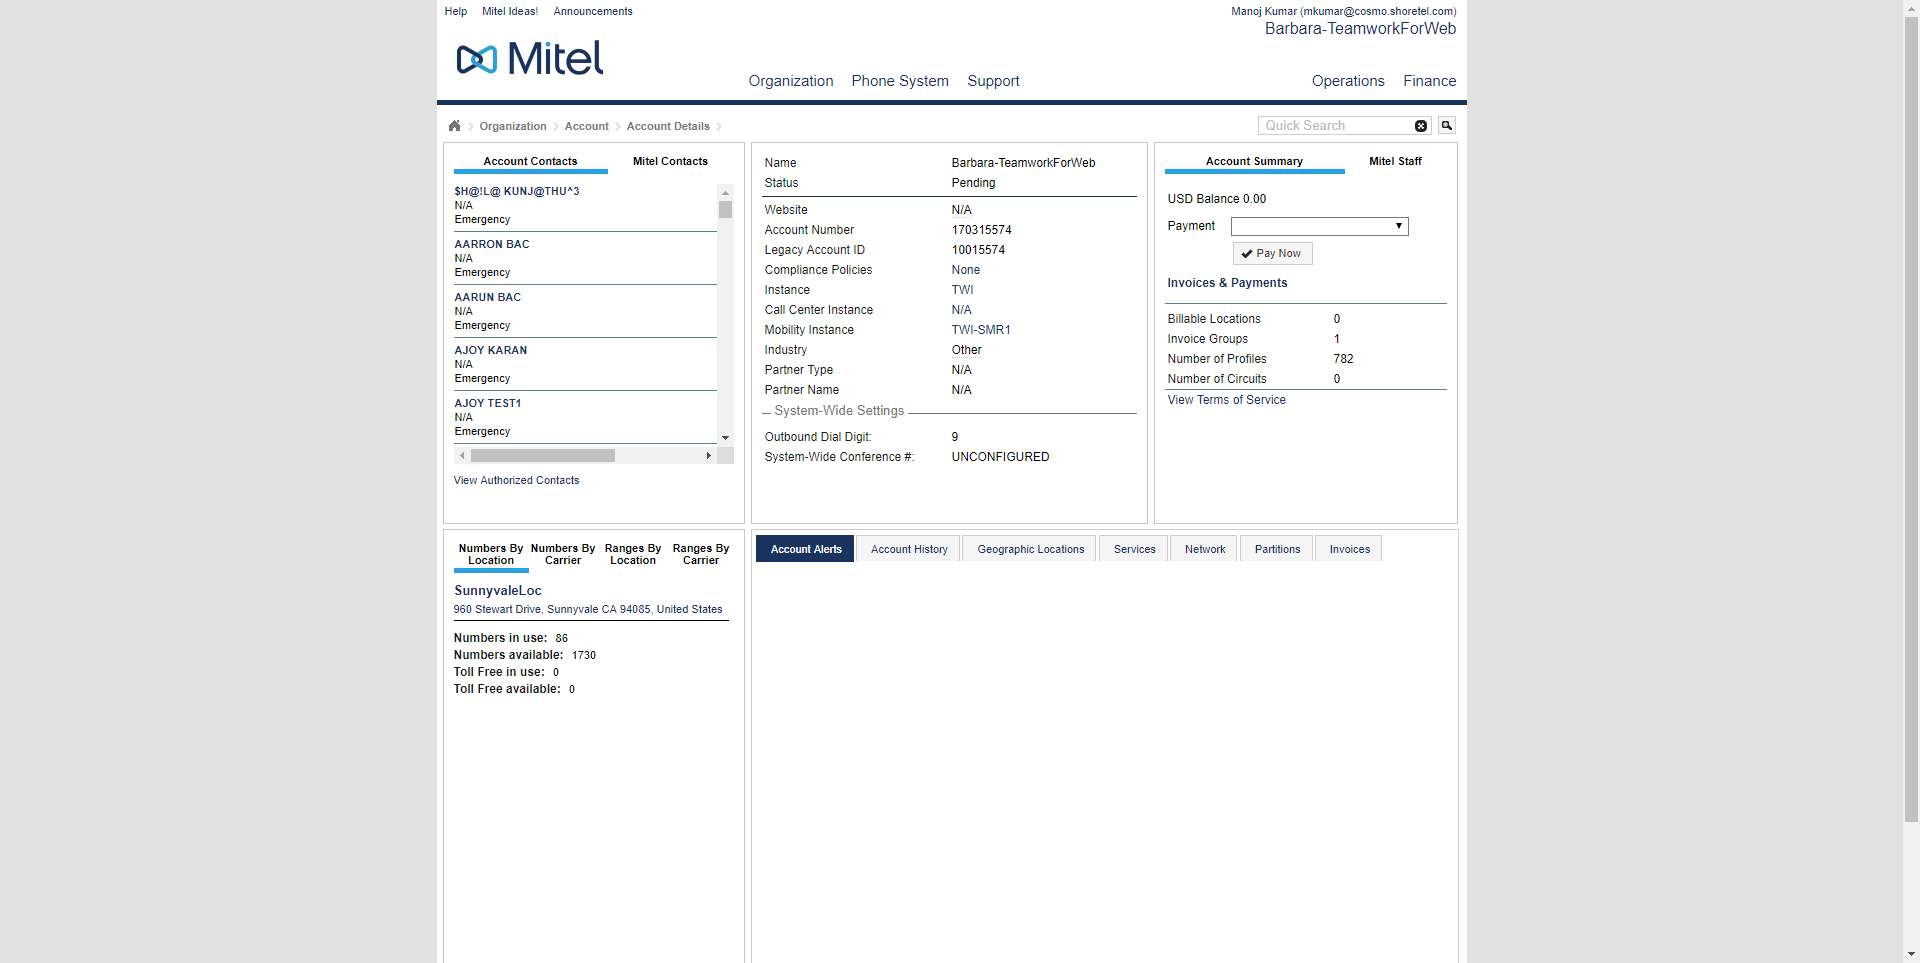 Help Mitel Ideas! Announcements
Manoj Kumar (mkumar@cosmo.shoretel.com)
Barbara-TeamworkForWeb
Mitel
Organization Phone System Support Operations Finance
Organization Account Account Details
Quick Search
Account Contacts Mitel Contacts
$H@!L@ KUNJ@THU^3
N/A
Emergency
AARRON BAC
N/A
Emergency
AARUN BAC
N/A
Emergency
AJOY KARAN
N/A
Emergency
AJOY TEST1
N/A
Emergency
View Authorized Contacts
Name Barbara-TeamworkForWeb
Status Pending
Website N/A
Account Number 170315574
Legacy Account ID 10015574
Compliance Policies None
Instance TWI
Call Center Instance N/A
Mobility Instance TWI-SMR1
Industry Other
Partner Type N/A
Partner Name N/A
System-Wide Settings
Outbound Dial Digit: 9
System-Wide Conference #: UNCONFIGURED
Account Summary Mitel Staff
USD Balance 0.00
Payment
Pay Now
Invoices & Payments
Billable Locations 0
Invoice Groups 1
Number of Profiles 782
Number of Circuits 0
View Terms of Service
Numbers By Location Numbers By Carrier Ranges By Location Ranges By Carrier
SunnyvaleLoc
960 Stewart Drive, Sunnyvale CA 94085, United States
Numbers in use: 86
Numbers available: 1730
Toll Free in use: 0
Toll Free available: 0
Account Alerts Account History Geographic Locations Services Network Partitions Invoices